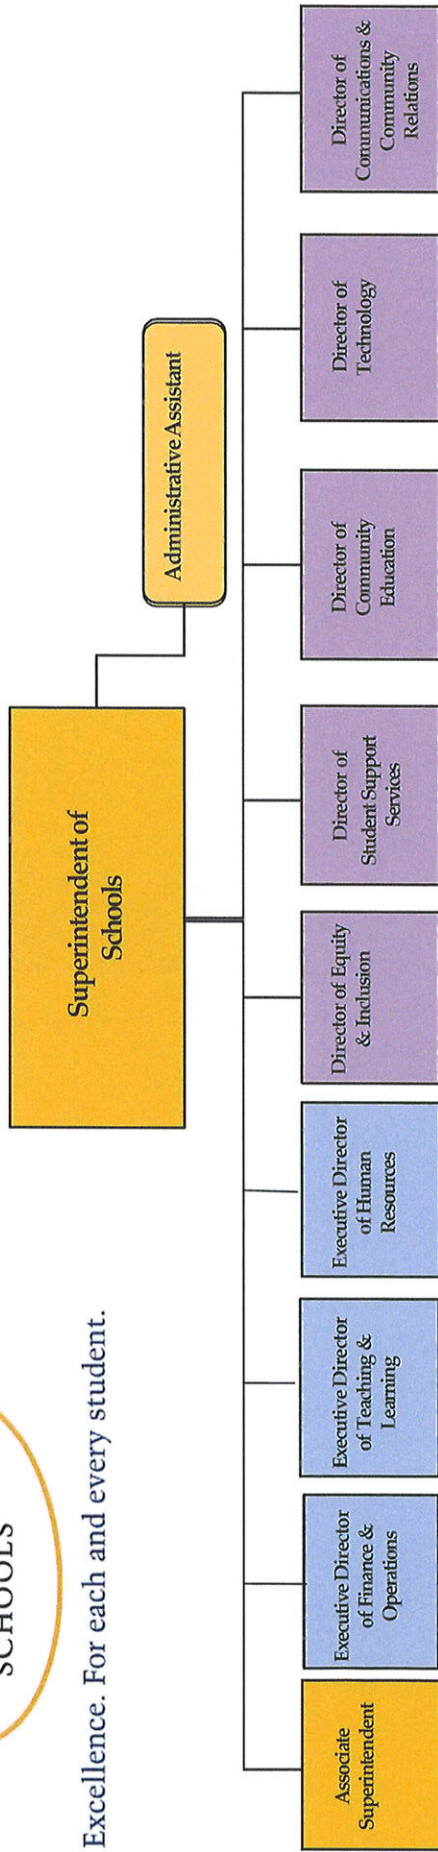 SCHOOLS
Excellence. For each and every student.
Superintendent of
Schools
Administrative Assistant
Associate
Superintendent
Executive Director
of Finance &
Operations
Executive Director
of Teaching &
Learning
Executive Director
of Human
Resources
Director of Equity
& Inclusion
Director of
Student Support
Services
Director of
Community
Education
Director of
Technology
Director of
Communications &
Community
Relations